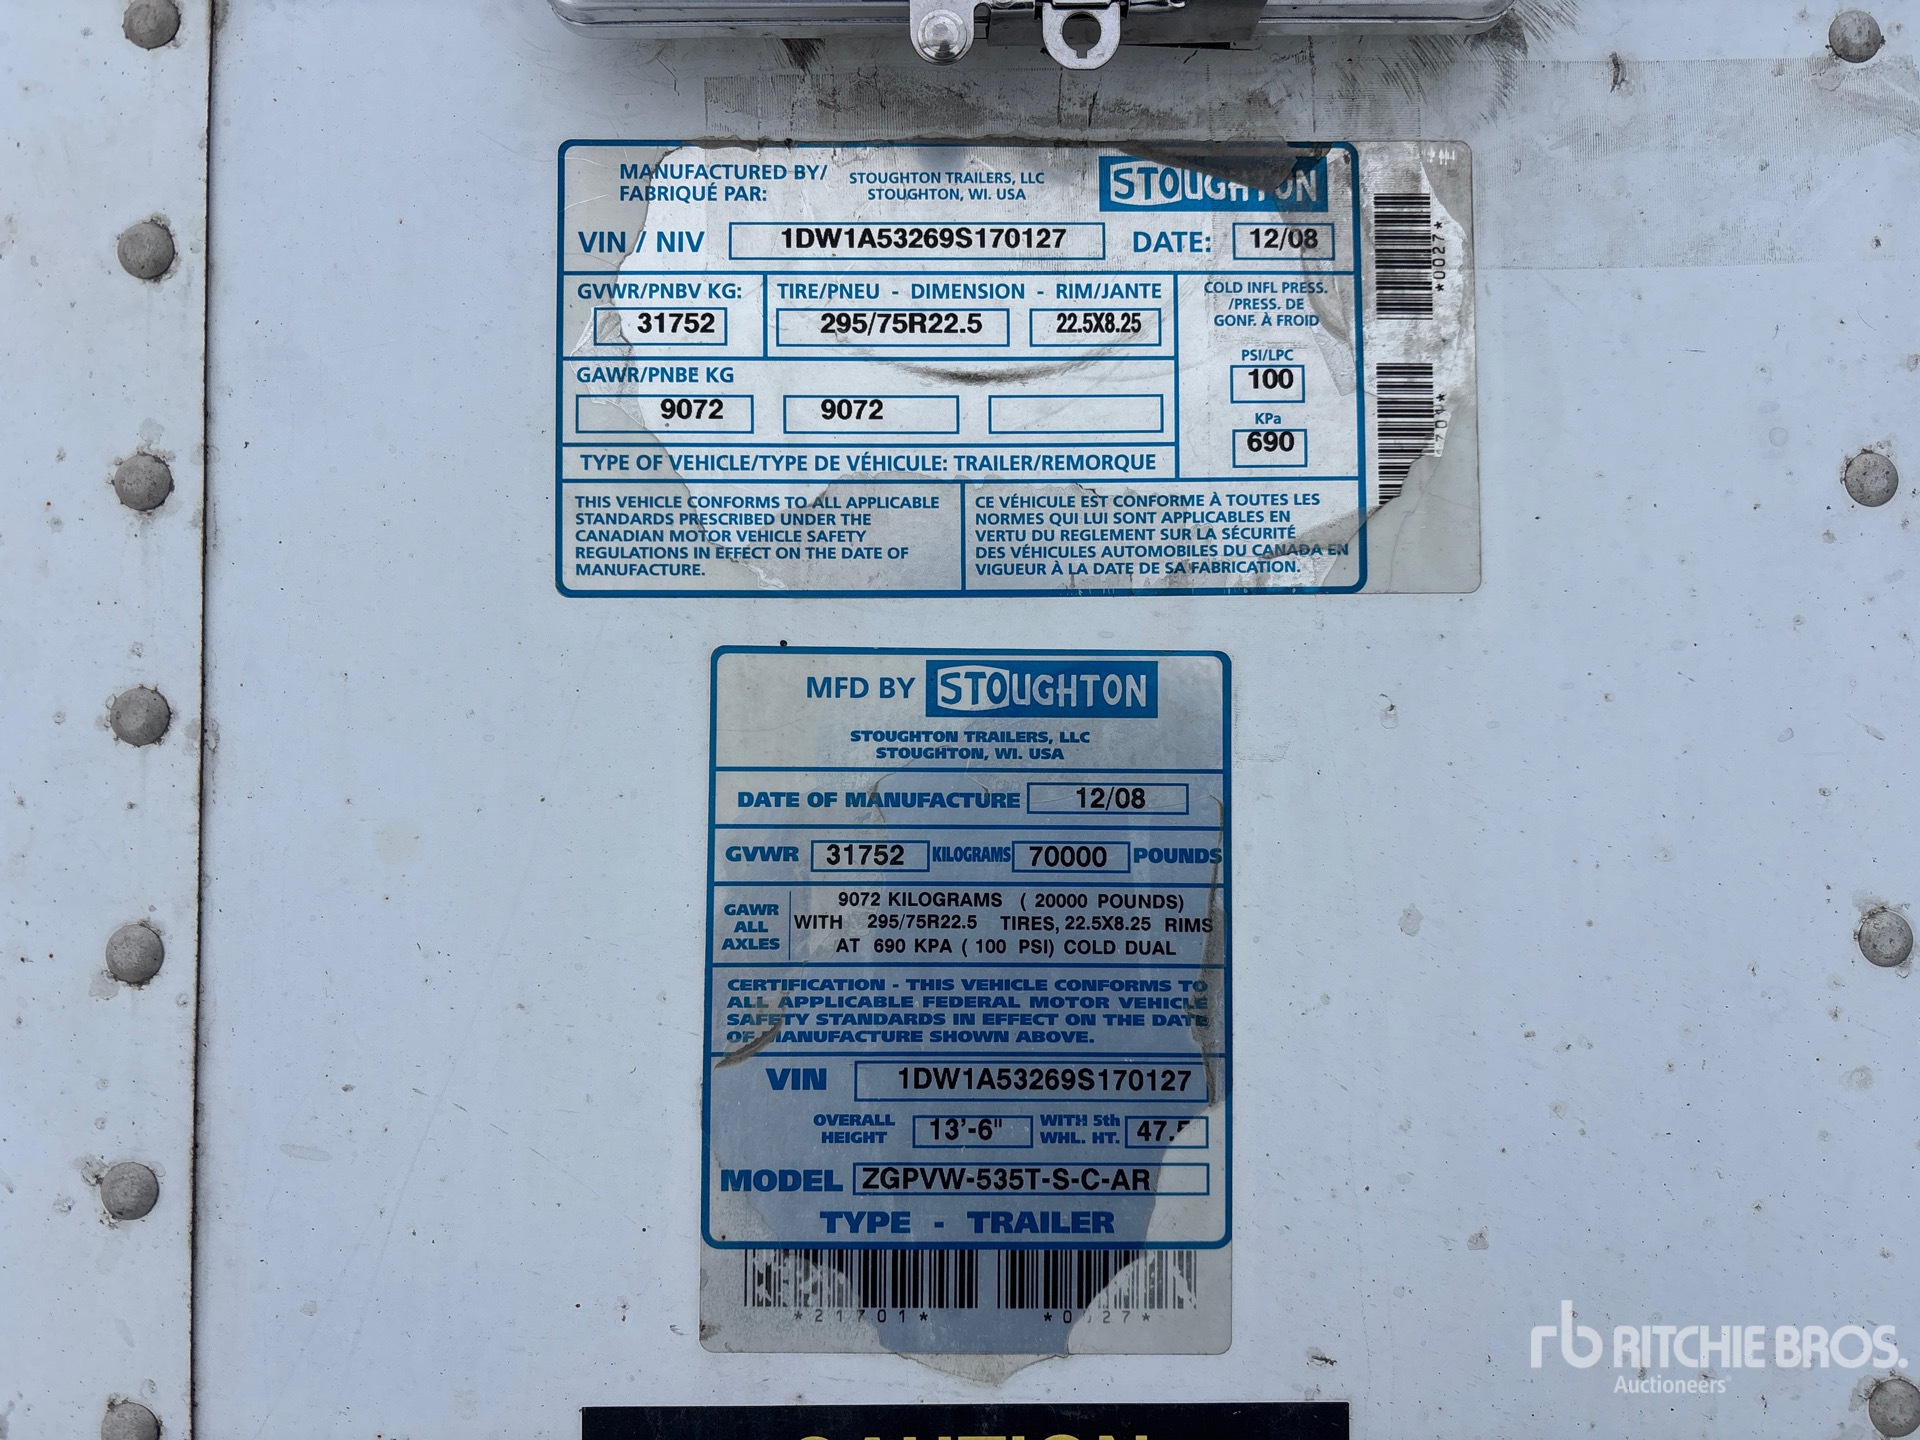 MANUFACTURED BY/
FABRIQUÉ PAR:
STOUGHTON TRAILERS, LLC
STOUGHTON, WI. USA
STOUGHTON
VIN / NIV 1DW1A53269S170127 DATE: 12/08
GVWR/PNBV KG: TIRE/PNEU - DIMENSION - RIM/JANTE
31752 295/75R22.5 22.5X8.25
COLD INFL PRESS.
/PRESS. DE
GONF. À FROID
PSI/LPC
100
KPa
690
GAWR/PNBE KG
9072 9072
TYPE OF VEHICLE/TYPE DE VÉHICULE: TRAILER/REMORQUE
THIS VEHICLE CONFORMS TO ALL APPLICABLE
STANDARDS PRESCRIBED UNDER THE
CANADIAN MOTOR VEHICLE SAFETY
REGULATIONS IN EFFECT ON THE DATE OF
MANUFACTURE.
CE VÉHICULE EST CONFORME À TOUTES LES
NORMES QUI LUI SONT APPLICABLES EN
VERTU DU REGLEMENT SUR LA SÉCURITÉ
DES VÉHICULES AUTOMOBILES DU CANADA EN
VIGUEUR À LA DATE DE SA FABRICATION.
*0027*
MFD BY STOUGHTON
STOUGHTON TRAILERS, LLC
STOUGHTON, WI. USA
DATE OF MANUFACTURE 12/08
GVWR 31752 KILOGRAMS 70000 POUNDS
GAWR
ALL
AXLES
9072 KILOGRAMS ( 20000 POUNDS)
WITH 295/75R22.5 TIRES, 22.5X8.25 RIMS
AT 690 KPA ( 100 PSI) COLD DUAL
CERTIFICATION - THIS VEHICLE CONFORMS TO
ALL APPLICABLE FEDERAL MOTOR VEHICLE
SAFETY STANDARDS IN EFFECT ON THE DATE
OF MANUFACTURE SHOWN ABOVE.
VIN 1DW1A53269S170127
OVERALL
HEIGHT
13'-6"
WITH 5th
WHL. HT.
47.5
MODEL ZGPVW-535T-S-C-AR
TYPE - TRAILER
*21701*
CAUTION
rb RITCHIE BROS.
Auctioneers